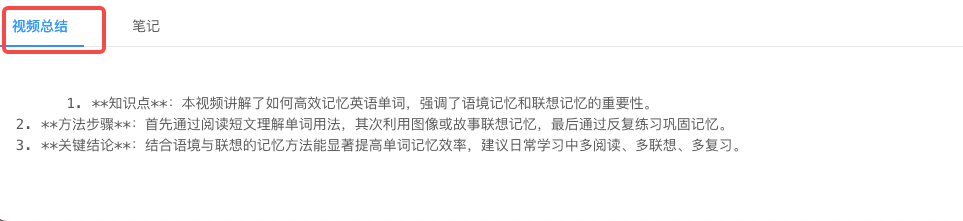 视频总结
笔记
1. **知识点**: 本视频讲解了如何高效记忆英语单词，强调了语境记忆和联想记忆的重要性。
2. **方法步骤**: 首先通过阅读短文理解单词用法，其次利用图像或故事联想记忆，最后通过反复练习巩固记忆。
3. **关键结论**: 结合语境与联想的记忆方法能显著提高单词记忆效率，建议日常学习中多阅读、多联想、多复习。